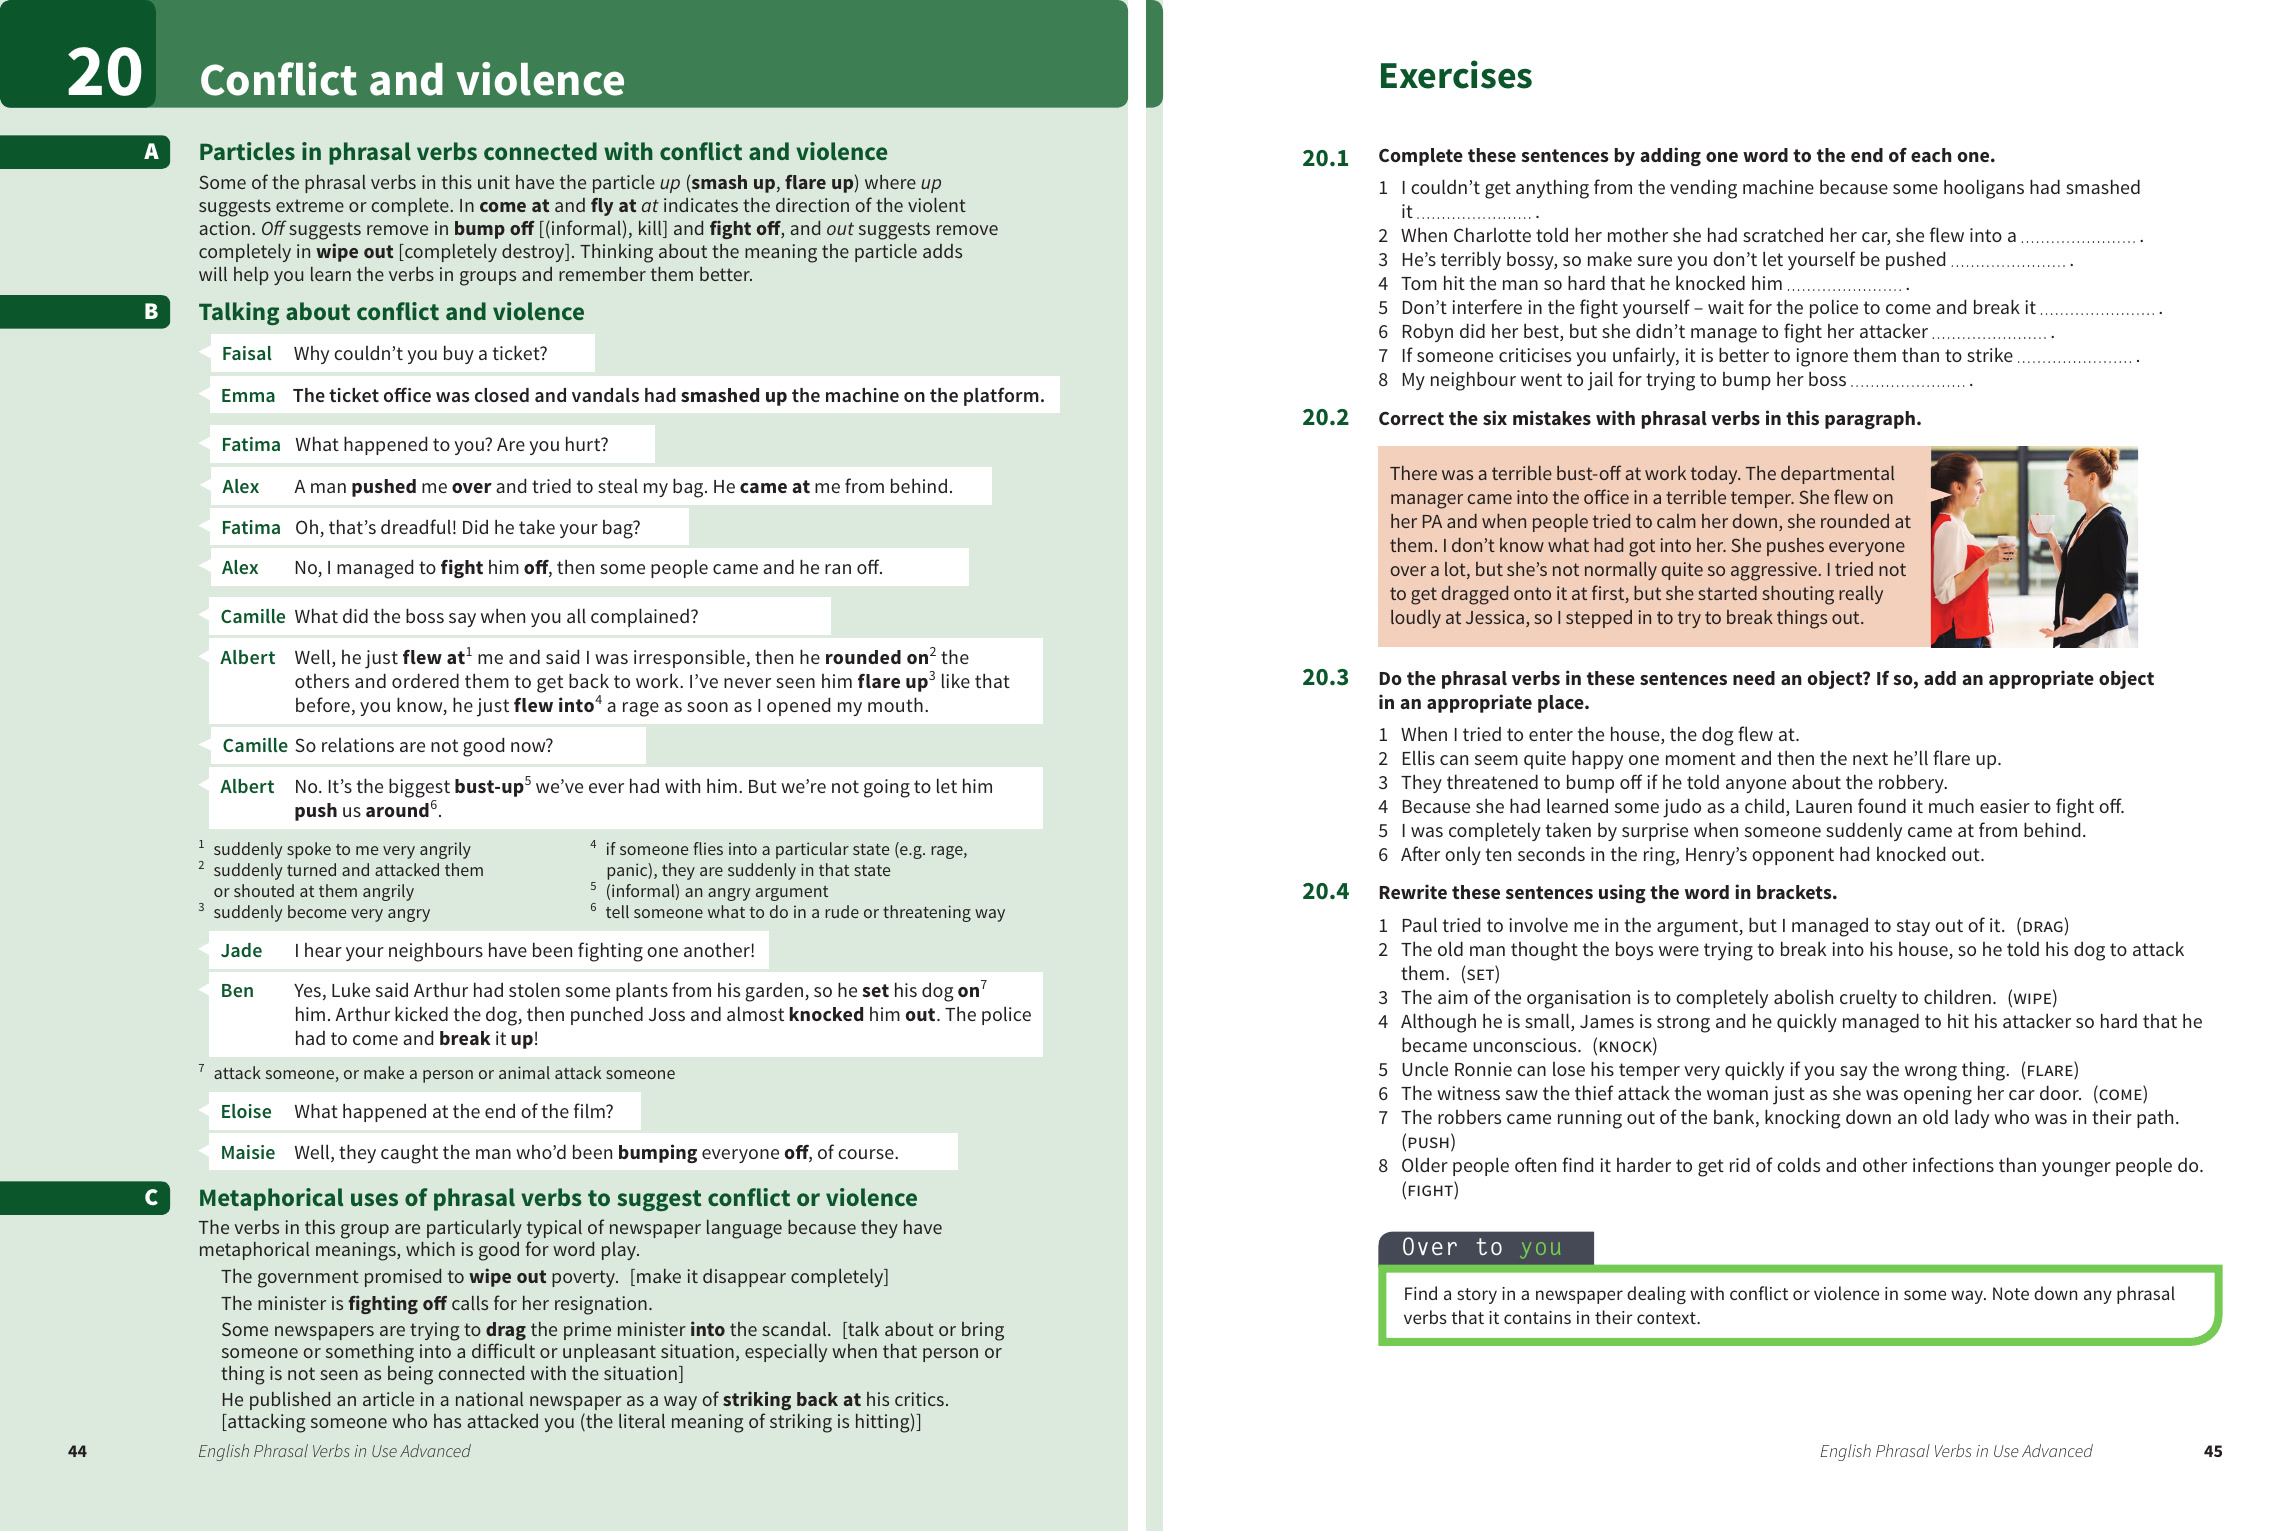 20
Conflict and violence
A
Particles in phrasal verbs connected with conflict and violence
Some of the phrasal verbs in this unit have the particle up (smash up, flare up) where up
suggests extreme or complete. In come at and fly at at indicates the direction of the violent
action. Off suggests remove in bump off [(informal), kill] and fight off, and out suggests remove
completely in wipe out [completely destroy]. Thinking about the meaning the particle adds
will help you learn the verbs in groups and remember them better.
B
Talking about conflict and violence
Faisal Why couldn’t you buy a ticket?
Emma The ticket office was closed and vandals had smashed up the machine on the platform.
Fatima What happened to you? Are you hurt?
Alex A man pushed me over and tried to steal my bag. He came at me from behind.
Fatima Oh, that’s dreadful! Did he take your bag?
Alex No, I managed to fight him off, then some people came and he ran off.
Camille What did the boss say when you all complained?
Albert Well, he just flew at1 me and said I was irresponsible, then he rounded on2 the
others and ordered them to get back to work. I’ve never seen him flare up3 like that
before, you know, he just flew into4 a rage as soon as I opened my mouth.
Camille So relations are not good now?
Albert No. It’s the biggest bust-up5 we’ve ever had with him. But we’re not going to let him
push us around6.
1 suddenly spoke to me very angrily
2 suddenly turned and attacked them
or shouted at them angrily
3 suddenly become very angry
4 if someone flies into a particular state (e.g. rage,
panic), they are suddenly in that state
5 (informal) an angry argument
6 tell someone what to do in a rude or threatening way
Jade I hear your neighbours have been fighting one another!
Ben Yes, Luke said Arthur had stolen some plants from his garden, so he set his dog on7
him. Arthur kicked the dog, then punched Joss and almost knocked him out. The police
had to come and break it up!
7 attack someone, or make a person or animal attack someone
Eloise What happened at the end of the film?
Maisie Well, they caught the man who’d been bumping everyone off, of course.
C
Metaphorical uses of phrasal verbs to suggest conflict or violence
The verbs in this group are particularly typical of newspaper language because they have
metaphorical meanings, which is good for word play.
The government promised to wipe out poverty. [make it disappear completely]
The minister is fighting off calls for her resignation.
Some newspapers are trying to drag the prime minister into the scandal. [talk about or bring
someone or something into a difficult or unpleasant situation, especially when that person or
thing is not seen as being connected with the situation]
He published an article in a national newspaper as a way of striking back at his critics.
[attacking someone who has attacked you (the literal meaning of striking is hitting)]
44
English Phrasal Verbs in Use Advanced
Exercises
20.1 Complete these sentences by adding one word to the end of each one.
1 I couldn’t get anything from the vending machine because some hooligans had smashed
it ....................... .
2 When Charlotte told her mother she had scratched her car, she flew into a ....................... .
3 He’s terribly bossy, so make sure you don’t let yourself be pushed ....................... .
4 Tom hit the man so hard that he knocked him ....................... .
5 Don’t interfere in the fight yourself – wait for the police to come and break it ....................... .
6 Robyn did her best, but she didn’t manage to fight her attacker ....................... .
7 If someone criticises you unfairly, it is better to ignore them than to strike ....................... .
8 My neighbour went to jail for trying to bump her boss ....................... .
20.2 Correct the six mistakes with phrasal verbs in this paragraph.
There was a terrible bust-off at work today. The departmental
manager came into the office in a terrible temper. She flew on
her PA and when people tried to calm her down, she rounded at
them. I don’t know what had got into her. She pushes everyone
over a lot, but she’s not normally quite so aggressive. I tried not
to get dragged onto it at first, but she started shouting really
loudly at Jessica, so I stepped in to try to break things out.
20.3 Do the phrasal verbs in these sentences need an object? If so, add an appropriate object
in an appropriate place.
1 When I tried to enter the house, the dog flew at.
2 Ellis can seem quite happy one moment and then the next he’ll flare up.
3 They threatened to bump off if he told anyone about the robbery.
4 Because she had learned some judo as a child, Lauren found it much easier to fight off.
5 I was completely taken by surprise when someone suddenly came at from behind.
6 After only ten seconds in the ring, Henry’s opponent had knocked out.
20.4 Rewrite these sentences using the word in brackets.
1 Paul tried to involve me in the argument, but I managed to stay out of it. (DRAG)
2 The old man thought the boys were trying to break into his house, so he told his dog to attack
them. (SET)
3 The aim of the organisation is to completely abolish cruelty to children. (WIPE)
4 Although he is small, James is strong and he quickly managed to hit his attacker so hard that he
became unconscious. (KNOCK)
5 Uncle Ronnie can lose his temper very quickly if you say the wrong thing. (FLARE)
6 The witness saw the thief attack the woman just as she was opening her car door. (COME)
7 The robbers came running out of the bank, knocking down an old lady who was in their path.
(PUSH)
8 Older people often find it harder to get rid of colds and other infections than younger people do.
(FIGHT)
Over to you
Find a story in a newspaper dealing with conflict or violence in some way. Note down any phrasal
verbs that it contains in their context.
English Phrasal Verbs in Use Advanced
45